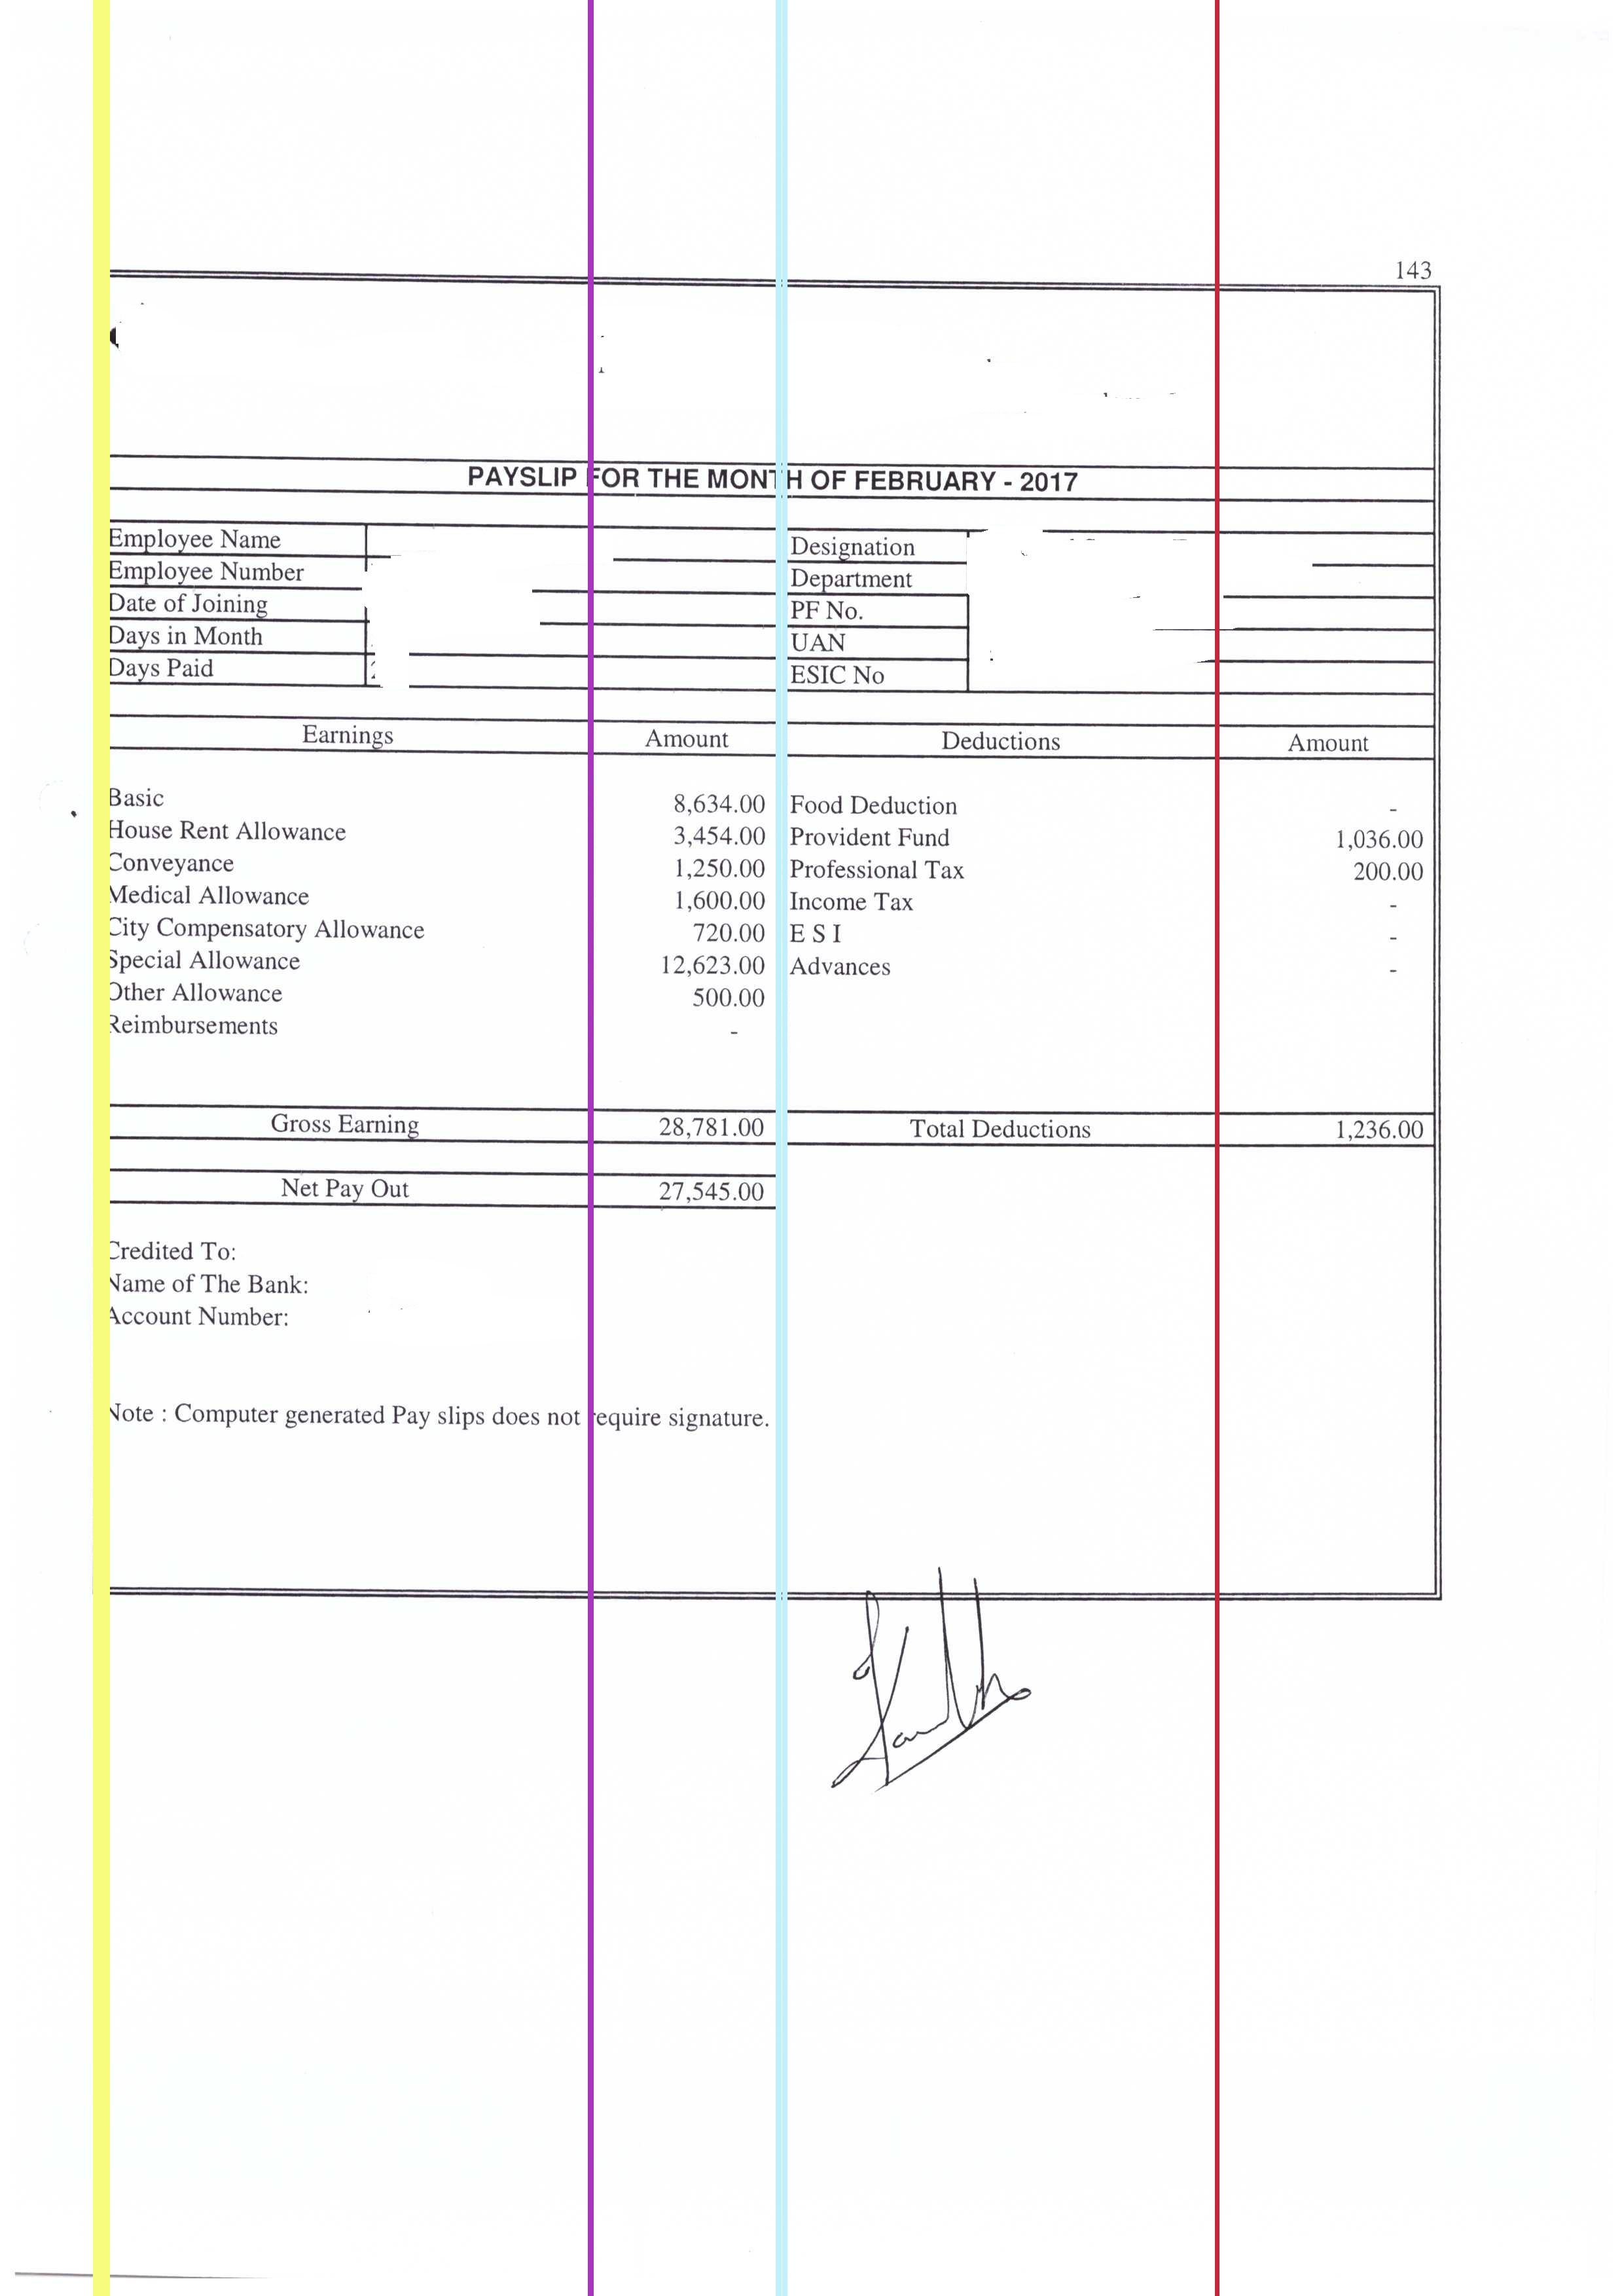 143
PAYSLIP FOR THE MONTH OF FEBRUARY - 2017
Employee Name Designation
Employee Number Department
Date of Joining PF No.
Days in Month UAN
Days Paid ESIC No
Earnings Amount Deductions Amount
Basic 8,634.00 Food Deduction -
House Rent Allowance 3,454.00 Provident Fund 1,036.00
Conveyance 1,250.00 Professional Tax 200.00
Medical Allowance 1,600.00 Income Tax -
City Compensatory Allowance 720.00 E S I -
Special Allowance 12,623.00 Advances -
Other Allowance 500.00
Reimbursements -
Gross Earning 28,781.00 Total Deductions 1,236.00
Net Pay Out 27,545.00
Credited To:
Name of The Bank:
Account Number:
Note : Computer generated Pay slips does not require signature.